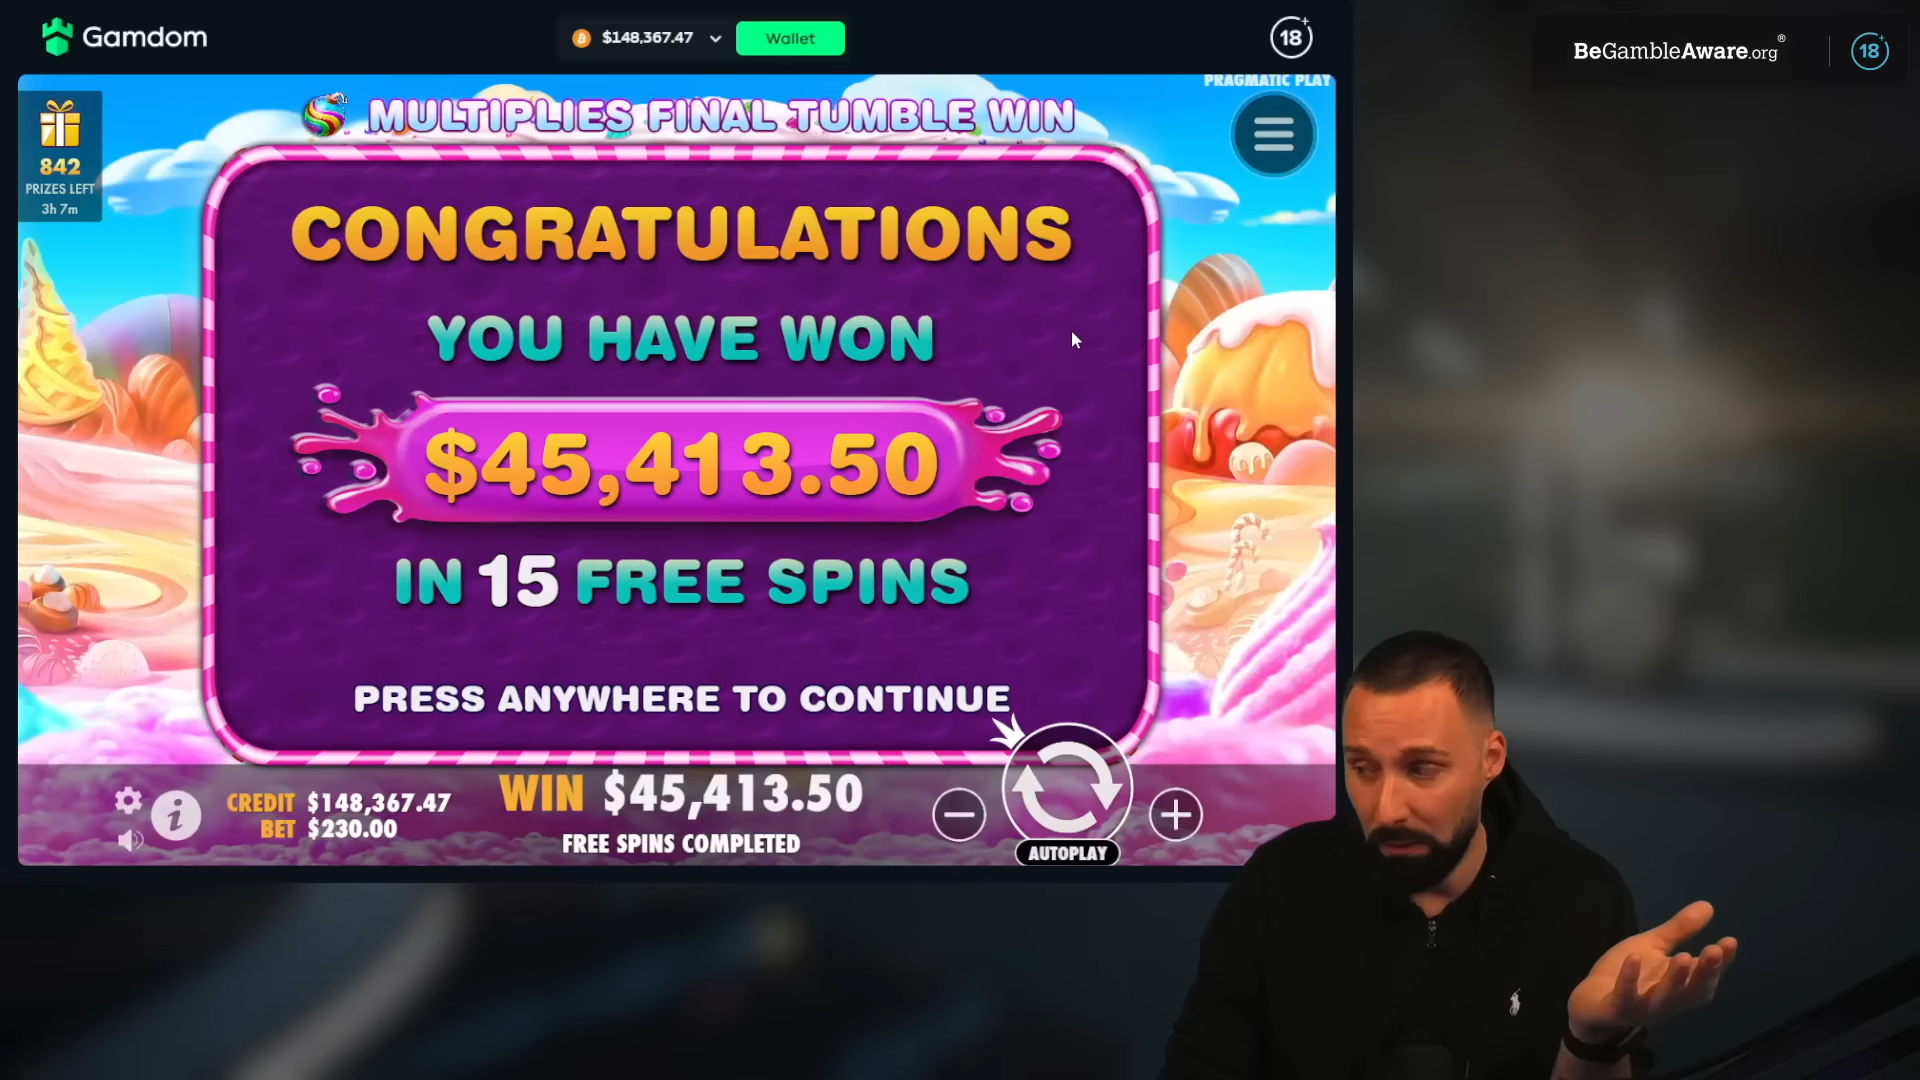 Gamdom
$148,367.47
Wallet
18+
BeGambleAware.org®
18+
PRAGMATIC PLAY
MULTIPLIES FINAL TUMBLE WIN
842
PRIZES LEFT
3h 7m
CONGRATULATIONS
YOU HAVE WON
$45,413.50
IN 15 FREE SPINS
PRESS ANYWHERE TO CONTINUE
CREDIT $148,367.47
BET $230.00
WIN $45,413.50
FREE SPINS COMPLETED
AUTOPLAY